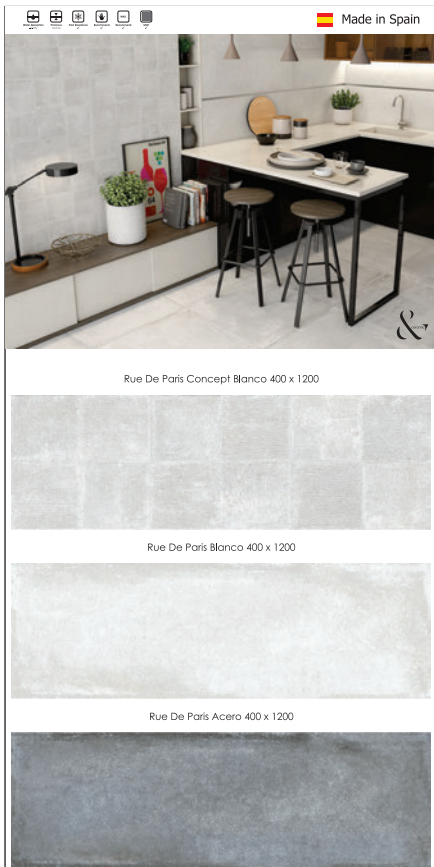 Made in Spain
&
Rue De Paris Concept Blanco 400 x 1200
Rue De Paris Blanco 400 x 1200
Rue De Paris Acero 400 x 1200